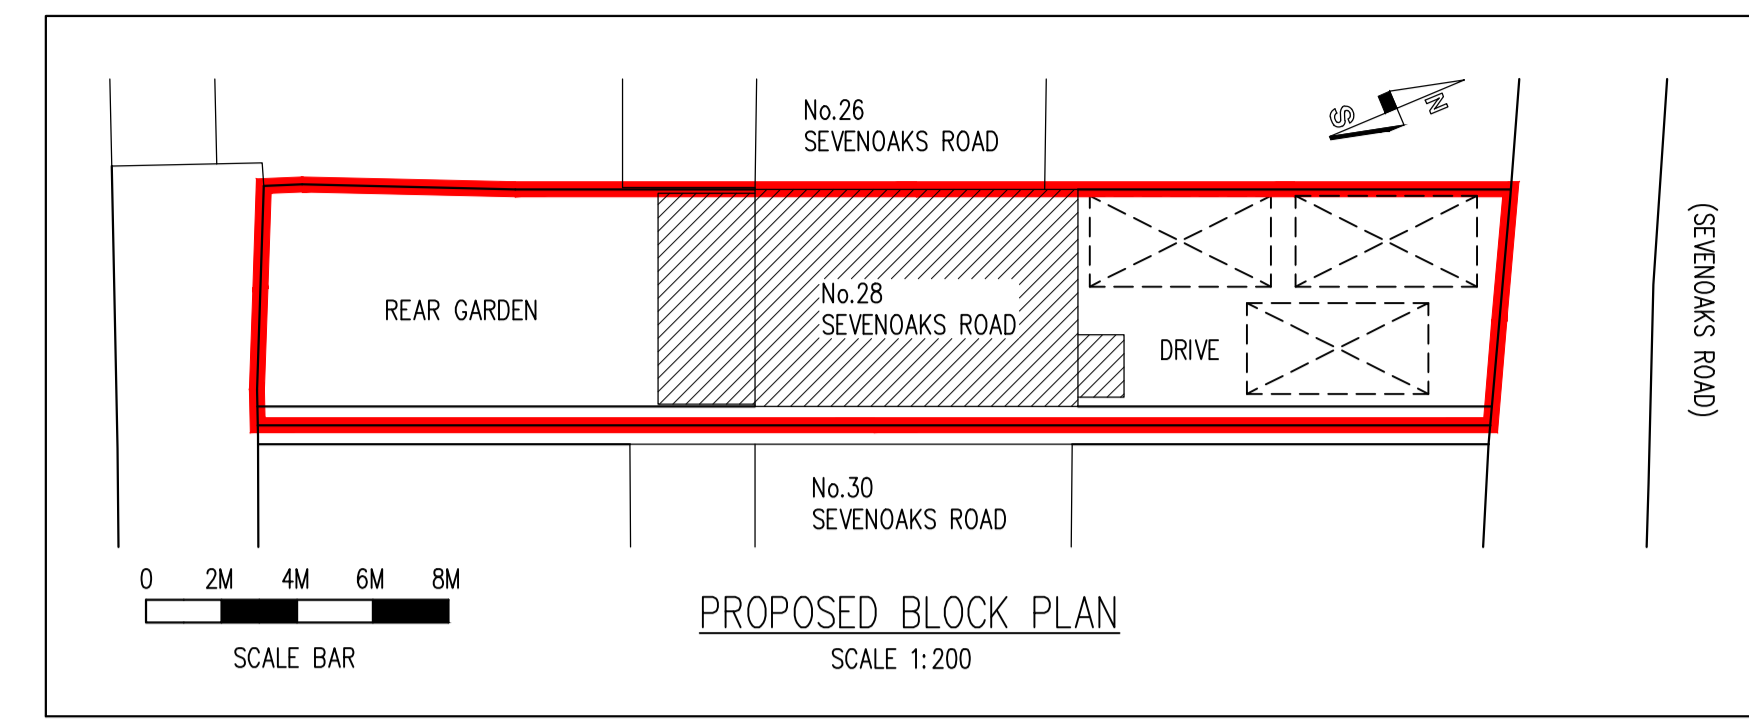 No.26
SEVENOAKS ROAD
S
N
(SEVENOAKS ROAD)
REAR GARDEN
No.28
SEVENOAKS ROAD
DRIVE
No.30
SEVENOAKS ROAD
0 2M 4M 6M 8M
SCALE BAR
PROPOSED BLOCK PLAN
SCALE 1:200